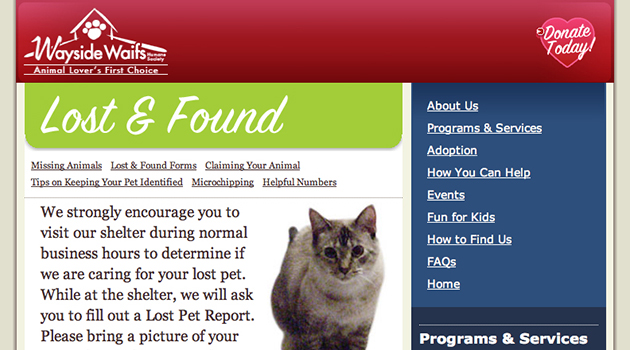 Wayside Waifs
Humane
Society
Animal Lover's First Choice
Donate
Today!
Lost & Found
Missing Animals Lost & Found Forms Claiming Your Animal
Tips on Keeping Your Pet Identified Microchipping Helpful Numbers
We strongly encourage you to
visit our shelter during normal
business hours to determine if
we are caring for your lost pet.
While at the shelter, we will ask
you to fill out a Lost Pet Report.
Please bring a picture of your
About Us
Programs & Services
Adoption
How You Can Help
Events
Fun for Kids
How to Find Us
FAQs
Home
Programs & Services